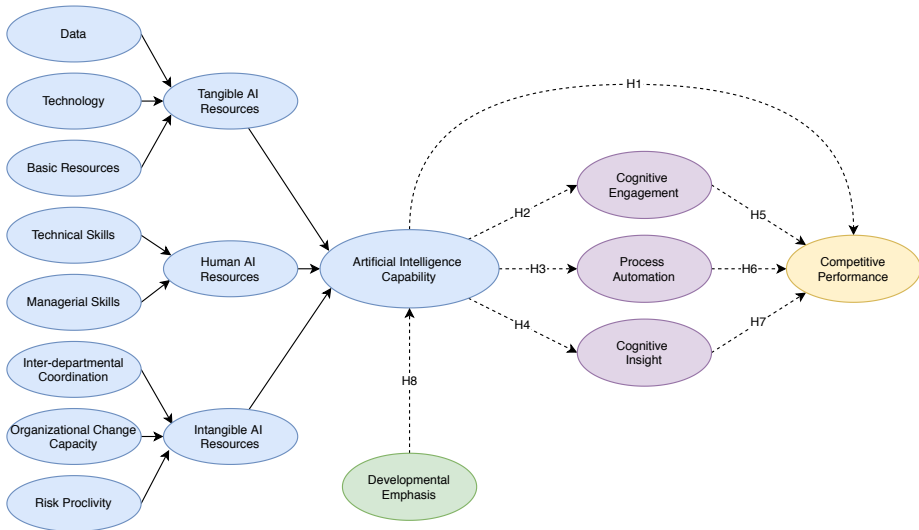 Data
Technology
Basic Resources
Technical Skills
Managerial Skills
Inter-departmental
Coordination
Organizational Change
Capacity
Risk Proclivity
Tangible AI
Resources
Human AI
Resources
Intangible AI
Resources
Artificial Intelligence
Capability
Developmental
Emphasis
H8
H1
H2
H3
H4
Cognitive
Engagement
Process
Automation
Cognitive
Insight
H5
H6
H7
Competitive
Performance